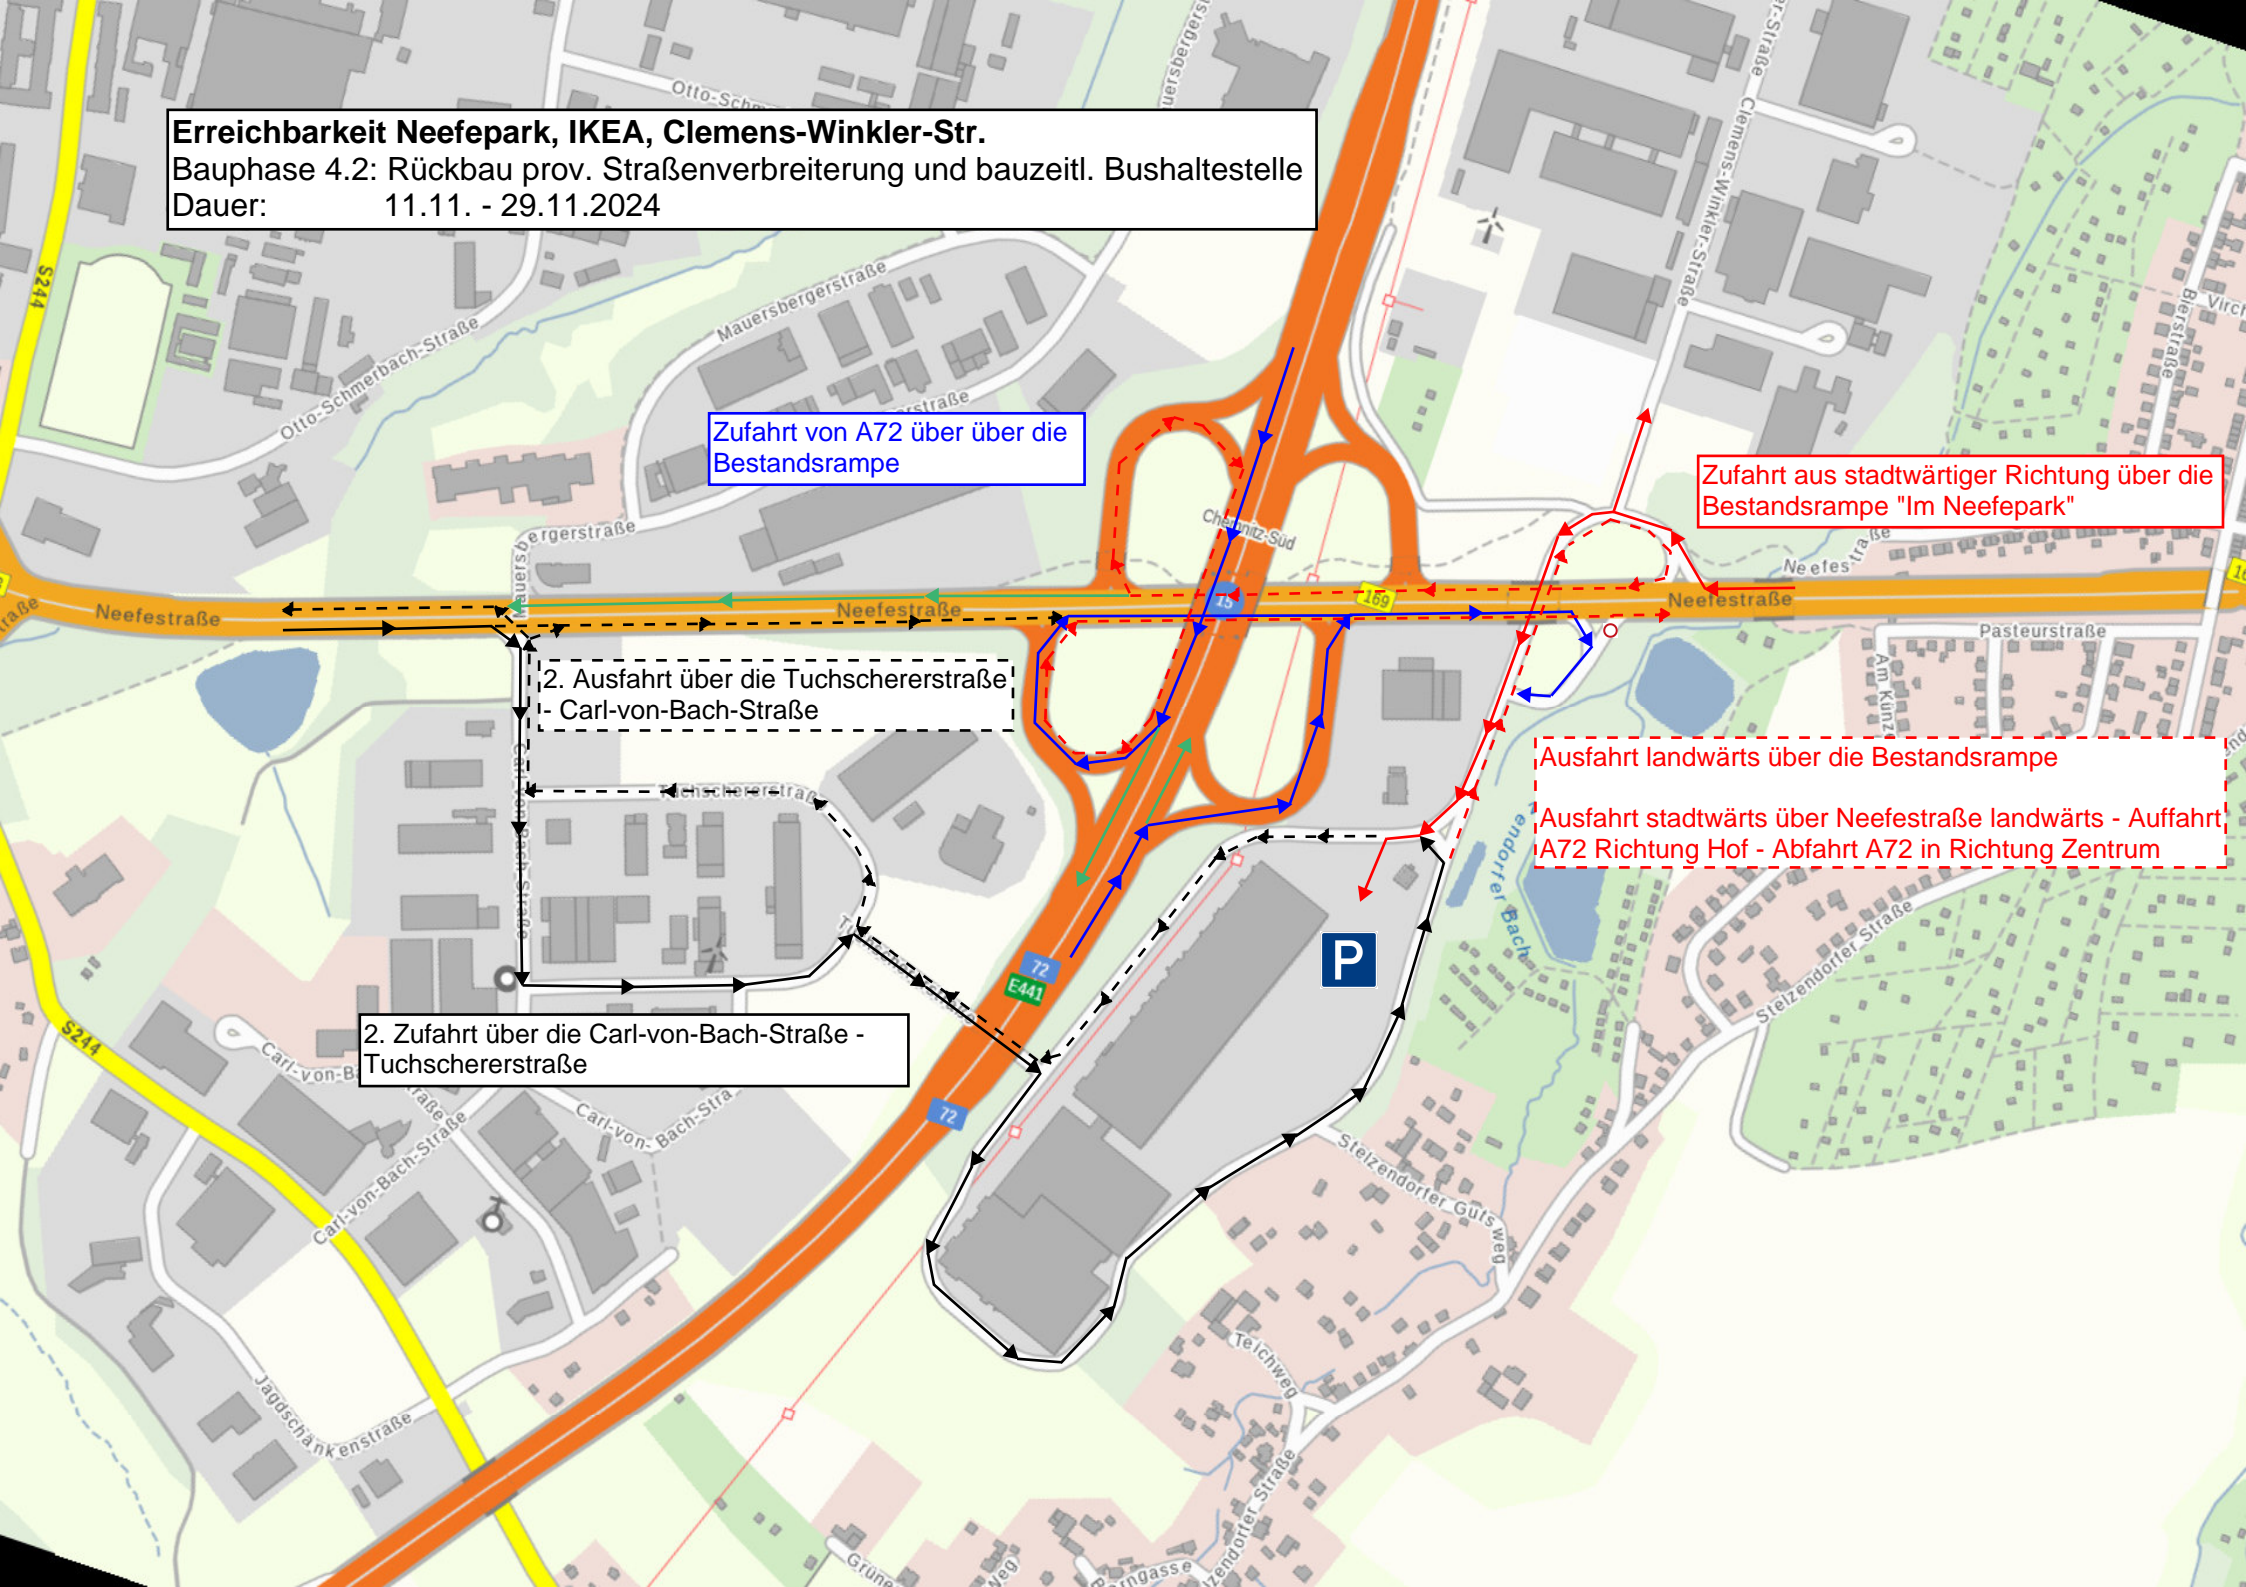 Erreichbarkeit Neefepark, IKEA, Clemens-Winkler-Str.
Bauphase 4.2: Rückbau prov. Straßenverbreiterung und bauzeitl. Bushaltestelle
Dauer: 11.11. - 29.11.2024
Zufahrt von A72 über über die
Bestandsrampe
Zufahrt aus stadtwärtiger Richtung über die
Bestandsrampe "Im Neefepark"
2. Ausfahrt über die Tuchschererstraße
- Carl-von-Bach-Straße
Ausfahrt landwärts über die Bestandsrampe
Ausfahrt stadtwärts über Neefestraße landwärts - Auffahrt
A72 Richtung Hof - Abfahrt A72 in Richtung Zentrum
2. Zufahrt über die Carl-von-Bach-Straße -
Tuchschererstraße
P
S244
Otto-Schmerbach-Straße
Mauersbergerstraße
Clemens-Winkler-Straße
Chemnitz-Süd
15
169
Neefestraße
Neefestraße
Neefestraße
Neefestraße
Pasteurstraße
Carl-von-Bach-Straße
72
E441
72
S244
Carl-von-Bach-Straße
Jagdschänkenstraße
Stelzendorfer Straße
Stelzendorfer Gutsweg
Teichweg
Stelzendorfer Straße